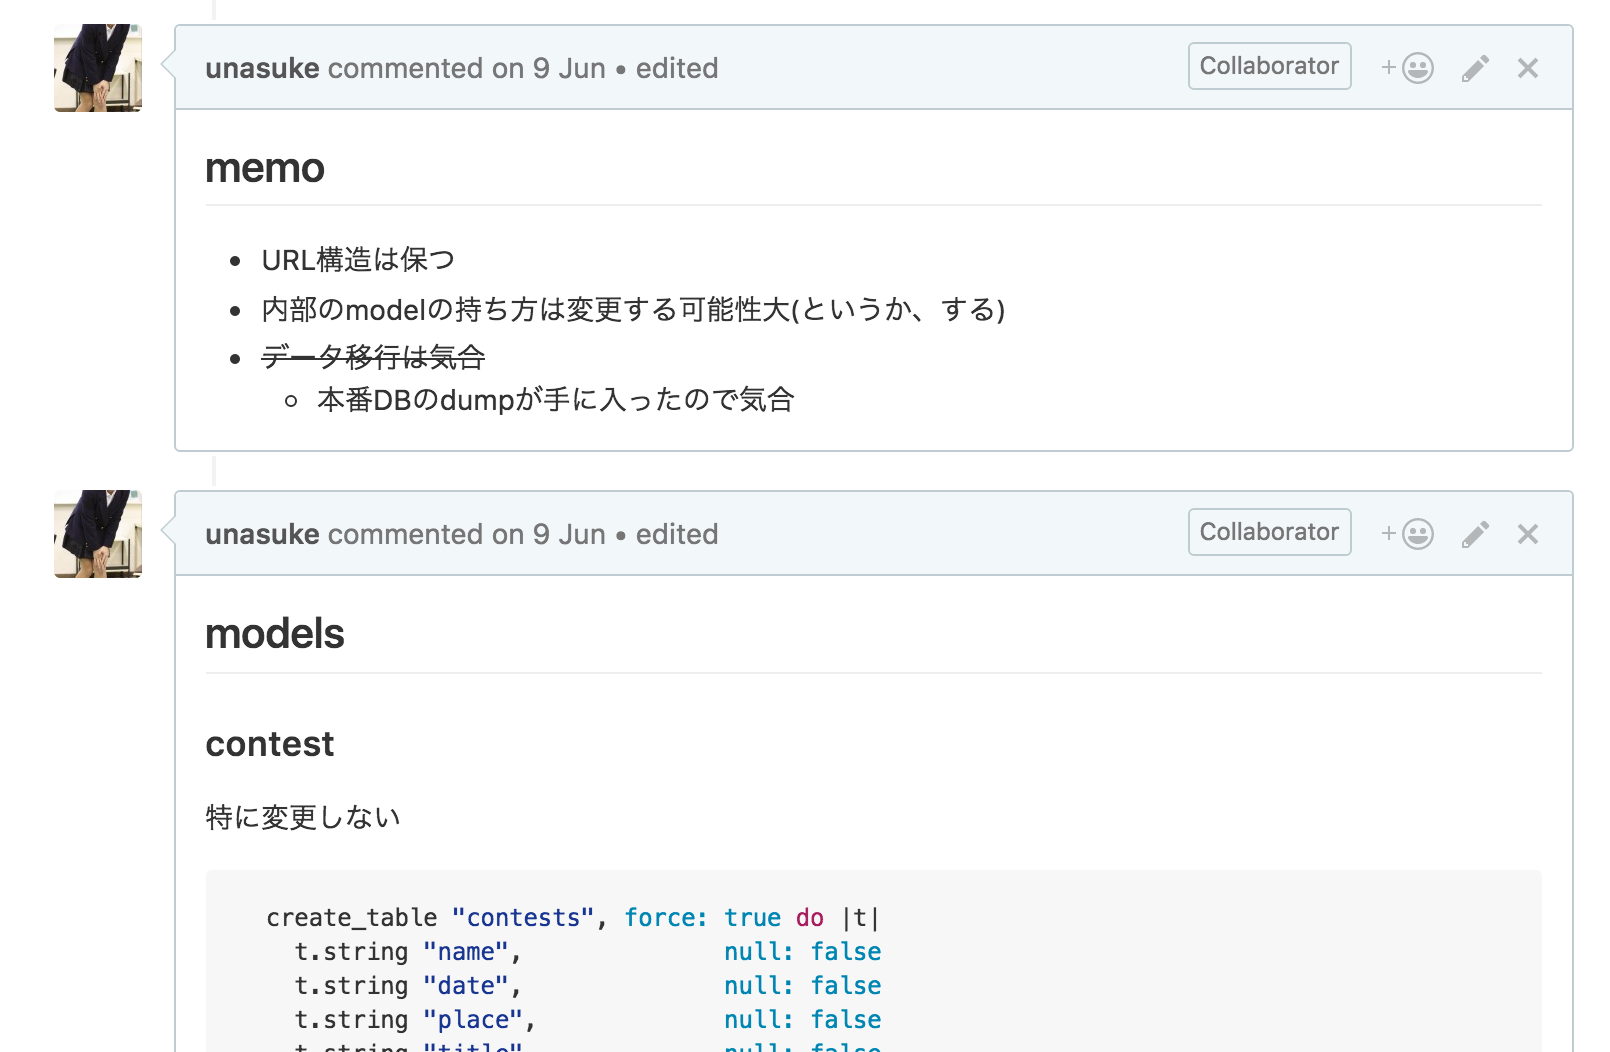 unasuke commented on 9 Jun • edited
Collaborator
memo
URL構造は保つ
内部のmodelの持ち方は変更する可能性大(というか、する)
データ移行は気合
本番DBのdumpが手に入ったので気合
unasuke commented on 9 Jun • edited
Collaborator
models
contest
特に変更しない
create_table "contests", force: true do |t|
t.string "name", null: false
t.string "date", null: false
t.string "place", null: false
t.string "title" null: false